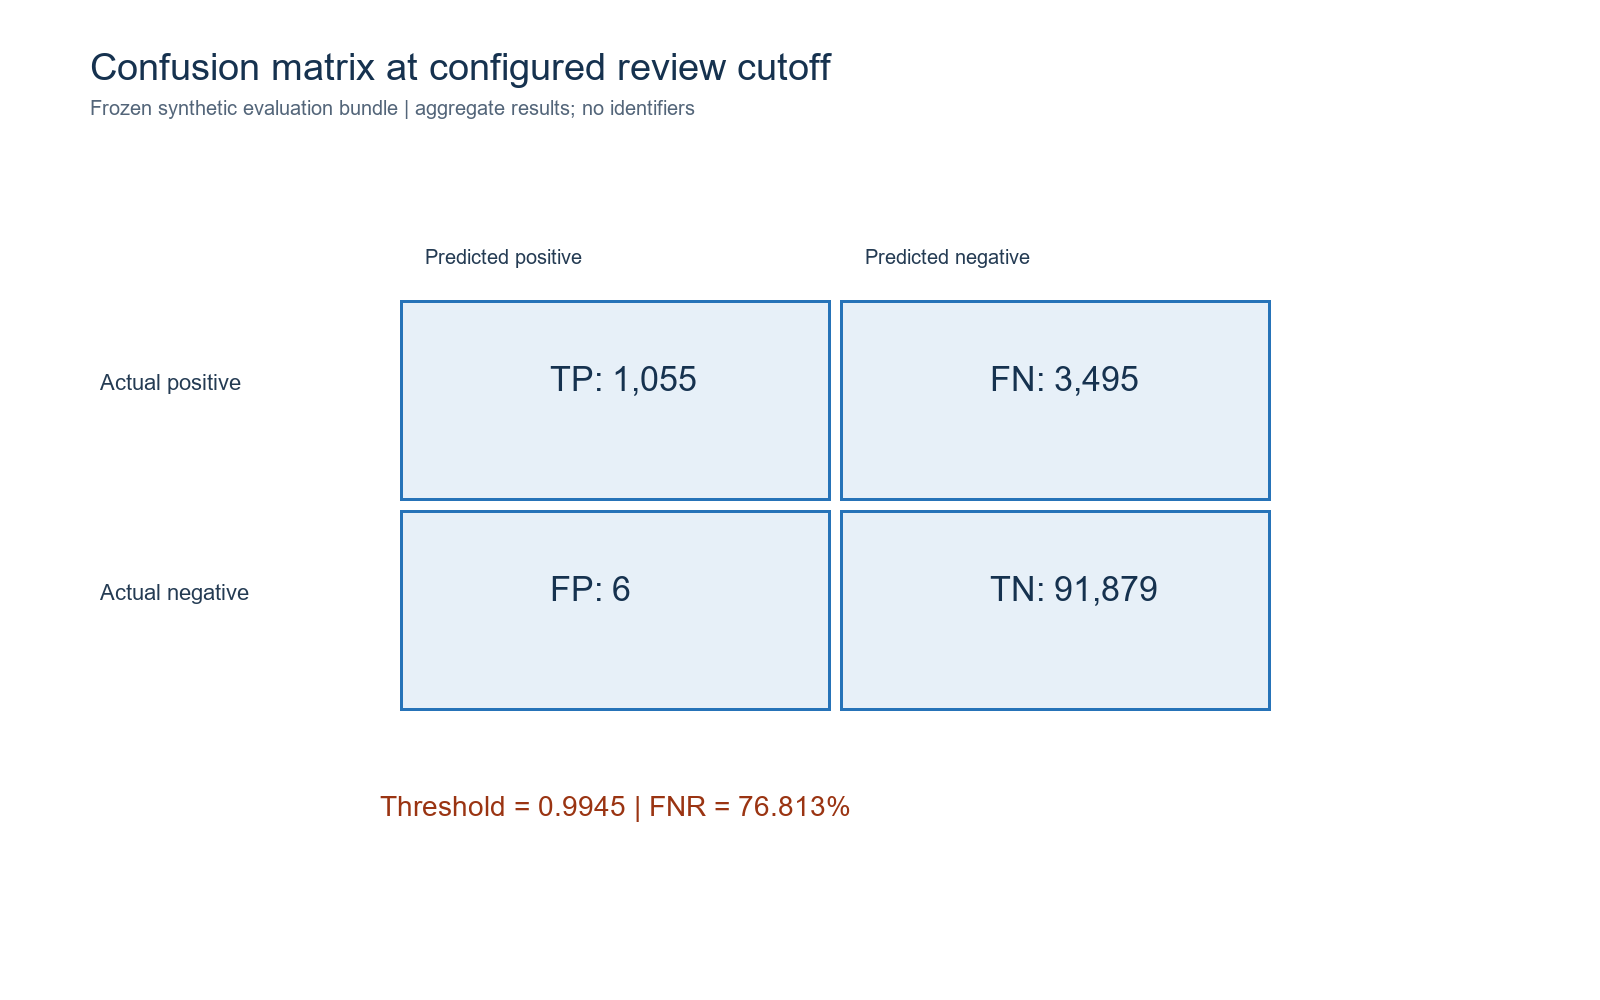 Confusion matrix at configured review cutoff
Frozen synthetic evaluation bundle | aggregate results; no identifiers
Predicted positive
Predicted negative
Actual positive
TP: 1,055
FN: 3,495
Actual negative
FP: 6
TN: 91,879
Threshold = 0.9945 | FNR = 76.813%